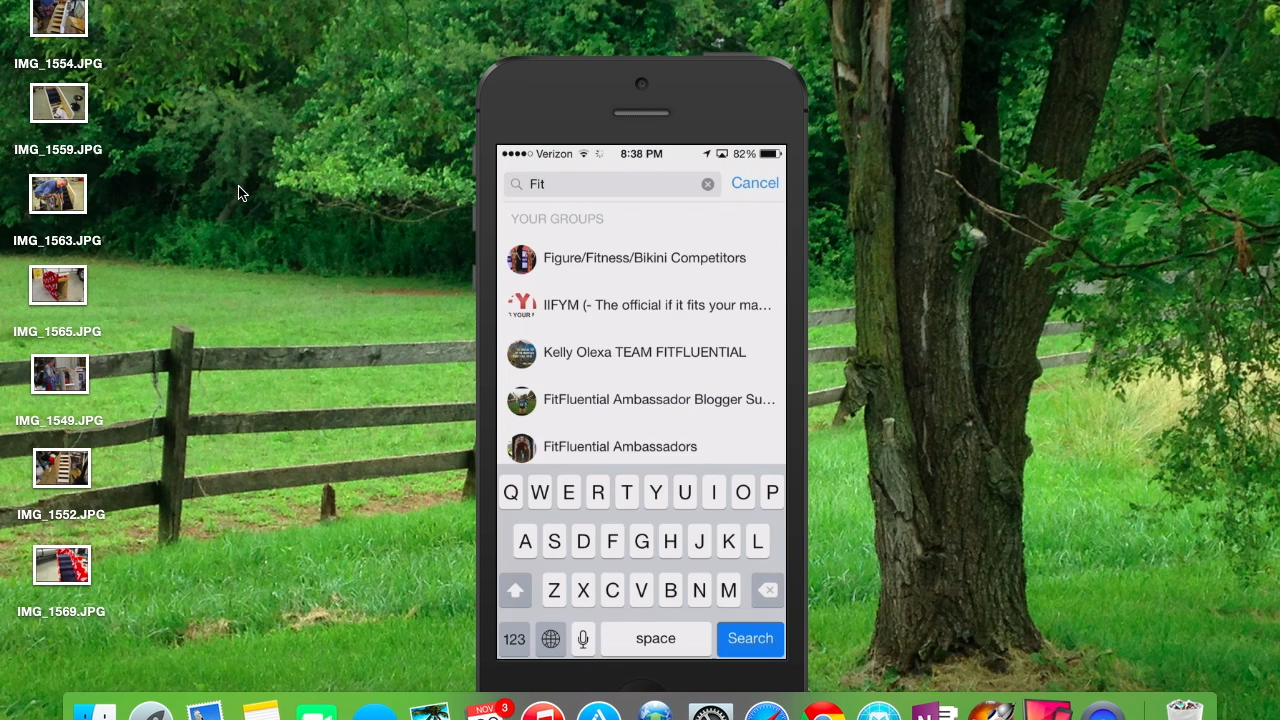 IMG_1554.JPG
IMG_1559.JPG
IMG_1563.JPG
IMG_1565.JPG
IMG_1549.JPG
IMG_1552.JPG
IMG_1569.JPG
Verizon 8:38 PM 82%
Fit Cancel
YOUR GROUPS
Figure/Fitness/Bikini Competitors
IIFYM (- The official if it fits your ma...
Kelly Olexa TEAM FITFLUENTIAL
FitFluential Ambassador Blogger Su...
FitFluential Ambassadors
Q W E R T Y U I O P
A S D F G H J K L
Z X C V B N M
123 space Search
NOV 3